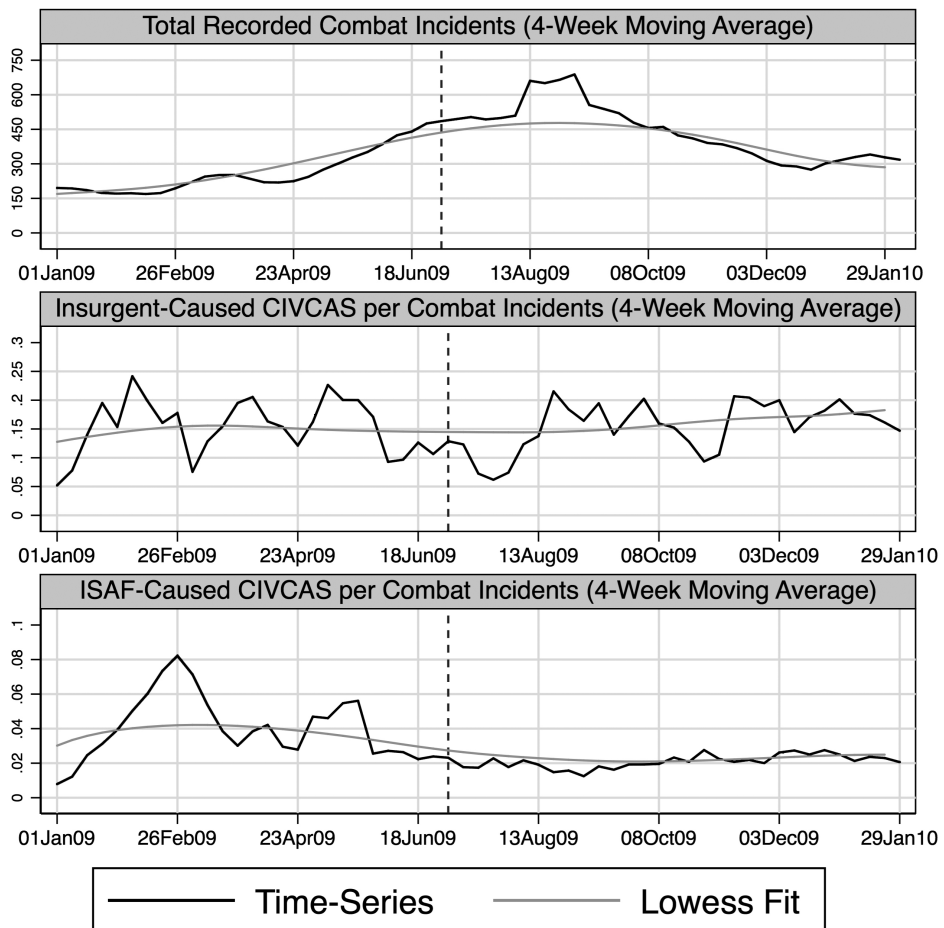 Total Recorded Combat Incidents (4-Week Moving Average)
750
600
450
300
150
0
01Jan09 26Feb09 23Apr09 18Jun09 13Aug09 08Oct09 03Dec09 29Jan10
Insurgent-Caused CIVCAS per Combat Incidents (4-Week Moving Average)
.3
.25
.2
.15
.1
.05
0
01Jan09 26Feb09 23Apr09 18Jun09 13Aug09 08Oct09 03Dec09 29Jan10
ISAF-Caused CIVCAS per Combat Incidents (4-Week Moving Average)
.1
.08
.06
.04
.02
0
01Jan09 26Feb09 23Apr09 18Jun09 13Aug09 08Oct09 03Dec09 29Jan10
Time-Series Lowess Fit